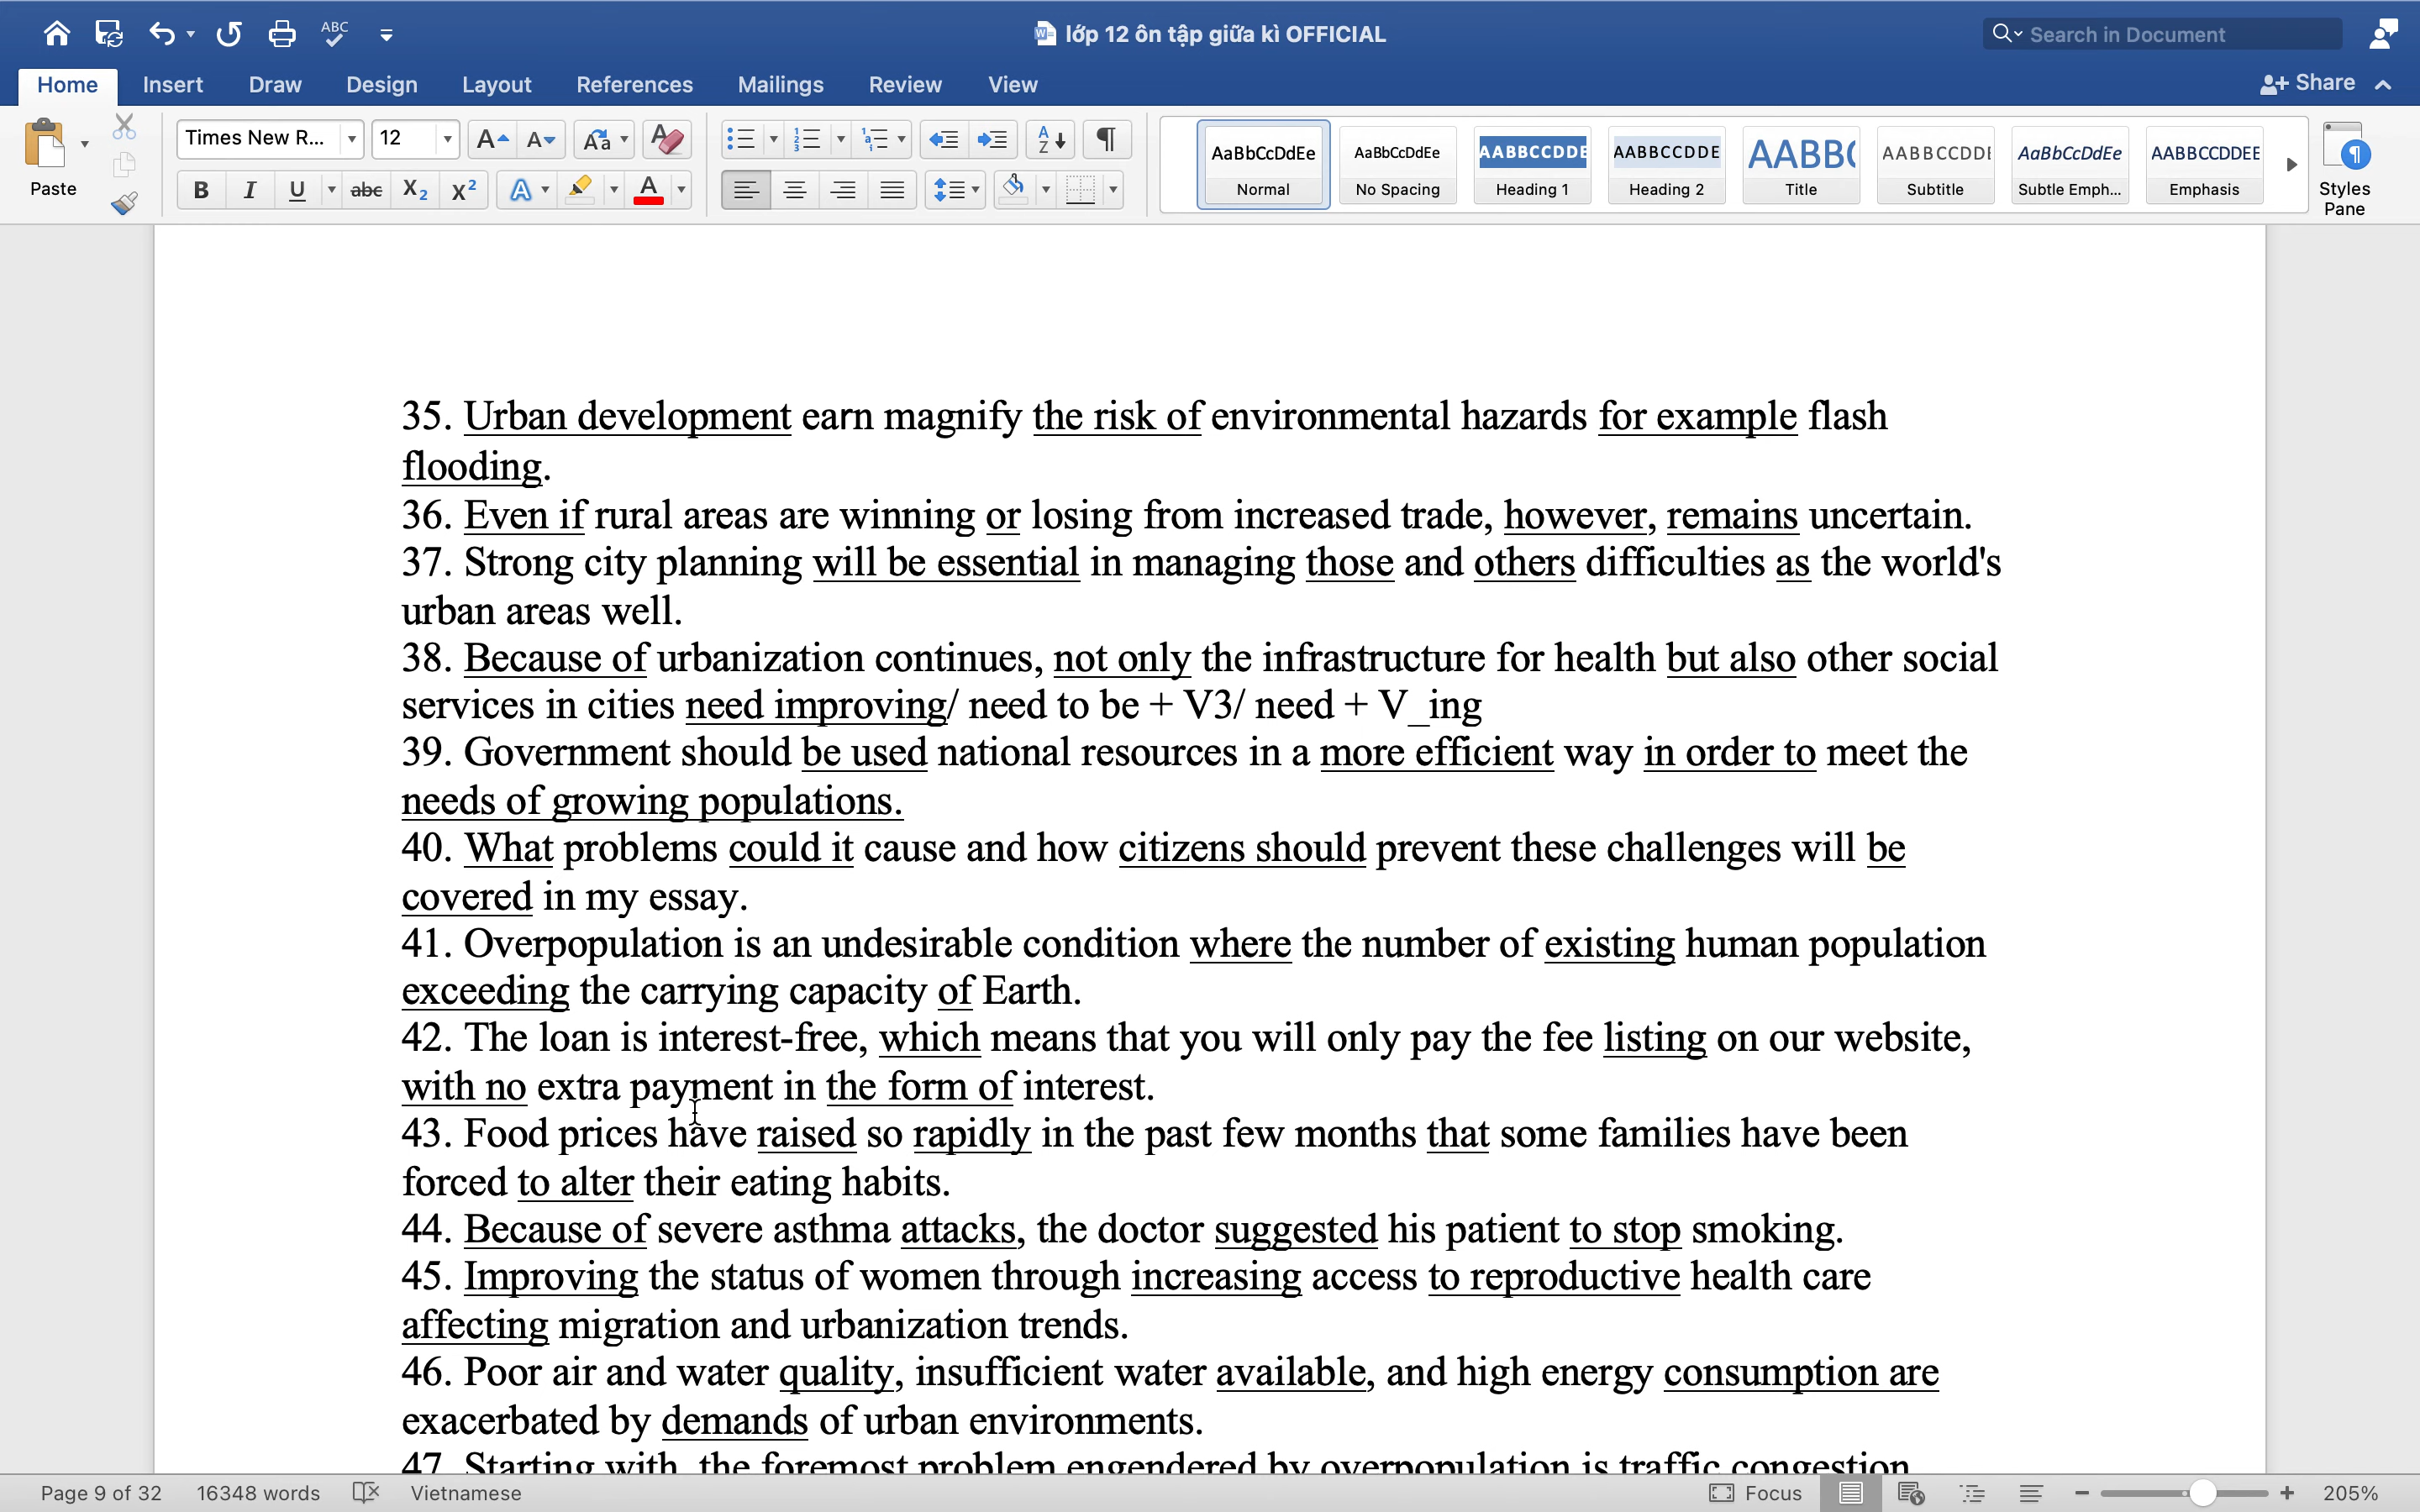 ABC
lớp 12 ôn tập giữa kì OFFICIAL
Search in Document
Home Insert Draw Design Layout References Mailings Review View
Share
Paste
Times New R... 12
AaBbCcDdEe AaBbCcDdEe AABBCCDDE AABBCCDDE AABB( AABBCCDDE AaBbCcDdEe AABBCCDDEE
Normal No Spacing Heading 1 Heading 2 Title Subtitle Subtle Emph... Emphasis
Styles
Pane
35. Urban development earn magnify the risk of environmental hazards for example flash
flooding.
36. Even if rural areas are winning or losing from increased trade, however, remains uncertain.
37. Strong city planning will be essential in managing those and others difficulties as the world's
urban areas well.
38. Because of urbanization continues, not only the infrastructure for health but also other social
services in cities need improving/ need to be + V3/ need + V_ing
39. Government should be used national resources in a more efficient way in order to meet the
needs of growing populations.
40. What problems could it cause and how citizens should prevent these challenges will be
covered in my essay.
41. Overpopulation is an undesirable condition where the number of existing human population
exceeding the carrying capacity of Earth.
42. The loan is interest-free, which means that you will only pay the fee listing on our website,
with no extra payment in the form of interest.
43. Food prices have raised so rapidly in the past few months that some families have been
forced to alter their eating habits.
44. Because of severe asthma attacks, the doctor suggested his patient to stop smoking.
45. Improving the status of women through increasing access to reproductive health care
affecting migration and urbanization trends.
46. Poor air and water quality, insufficient water available, and high energy consumption are
exacerbated by demands of urban environments.
47. Starting with, the foremost problem engendered by overpopulation is traffic congestion
Page 9 of 32 16348 words Vietnamese Focus 205%